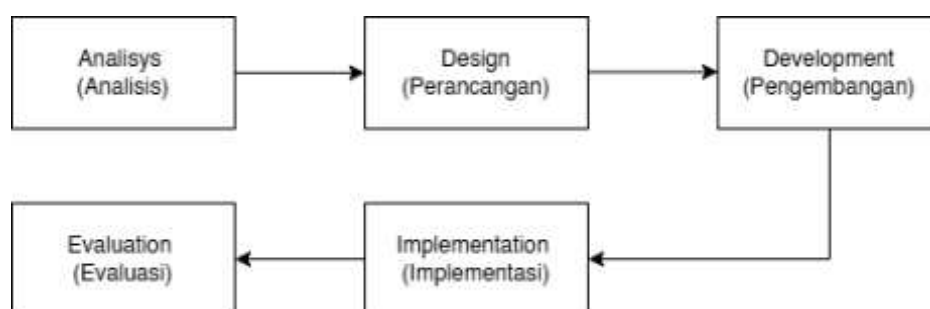 Analisys
(Analisis)
Design
(Perancangan)
Development
(Pengembangan)
Evaluation
(Evaluasi)
Implementation
(Implementasi)